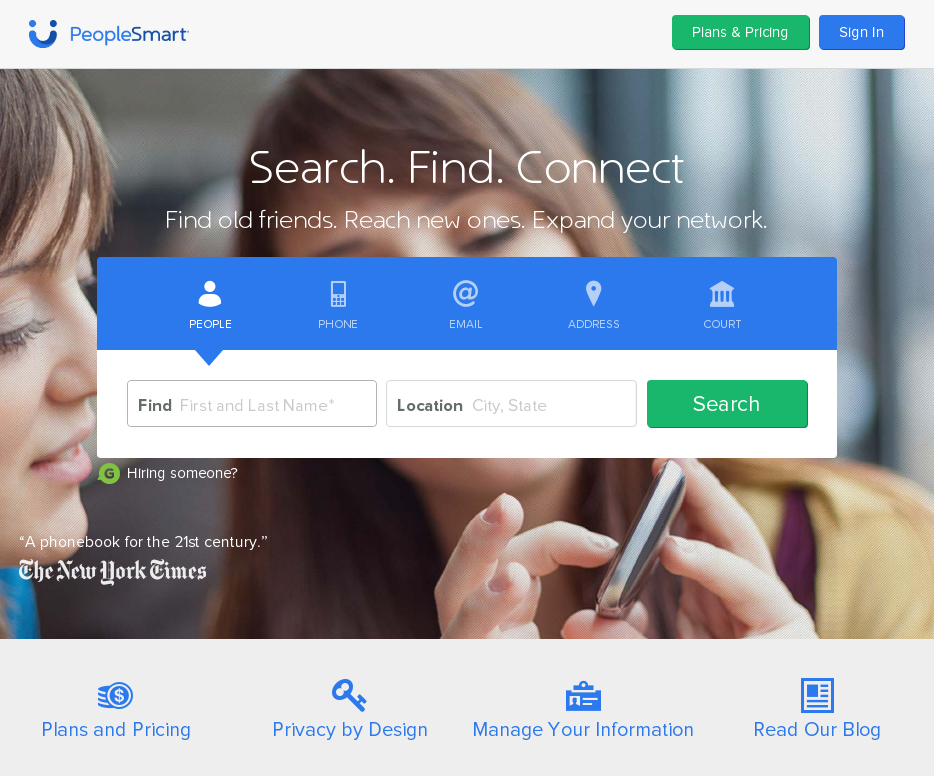 PeopleSmart
Plans & Pricing
Sign In
Search. Find. Connect
Find old friends. Reach new ones. Expand your network.
PEOPLE
PHONE
EMAIL
ADDRESS
COURT
Find First and Last Name*
Location City, State
Search
G Hiring someone?
“A phonebook for the 21st century.”
The New York Times
Plans and Pricing
Privacy by Design
Manage Your Information
Read Our Blog